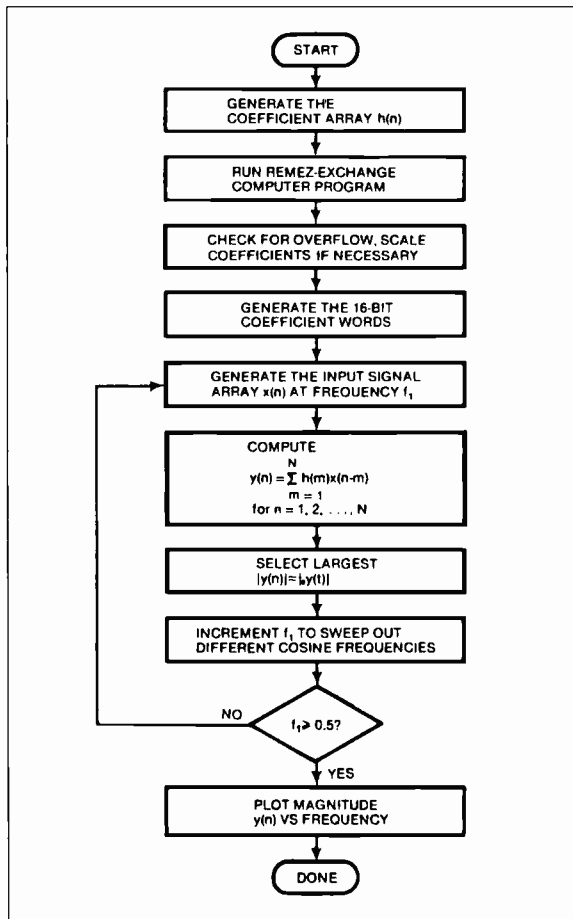 START
GENERATE THE
COEFFICIENT ARRAY h(n)
RUN REMEZ-EXCHANGE
COMPUTER PROGRAM
CHECK FOR OVERFLOW, SCALE
COEFFICIENTS IF NECESSARY
GENERATE THE 16-BIT
COEFFICIENT WORDS
GENERATE THE INPUT SIGNAL
ARRAY x(n) AT FREQUENCY f₁
COMPUTE
N
y(n) = Σ h(m)x(n-m)
m = 1
for n = 1, 2, . . . , N
SELECT LARGEST
|y(n)|≈|ₐy(t)|
INCREMENT f₁ TO SWEEP OUT
DIFFERENT COSINE FREQUENCIES
NO
f₁⩾ 0.5?
YES
PLOT MAGNITUDE
y(n) VS FREQUENCY
DONE